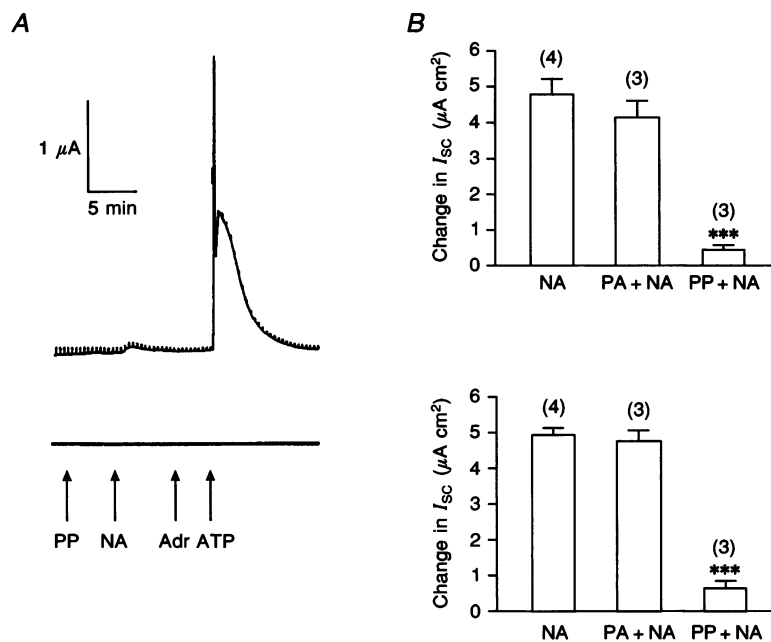 A
1 μA
5 min
PP NA Adr ATP
B
Change in ISC (μA cm²)
6
5
4
3
2
1
0
(4)
(3)
(3)
***
NA PA + NA PP + NA
Change in ISC (μA cm²)
6
5
4
3
2
1
0
(4)
(3)
(3)
***
NA PA + NA PP + NA